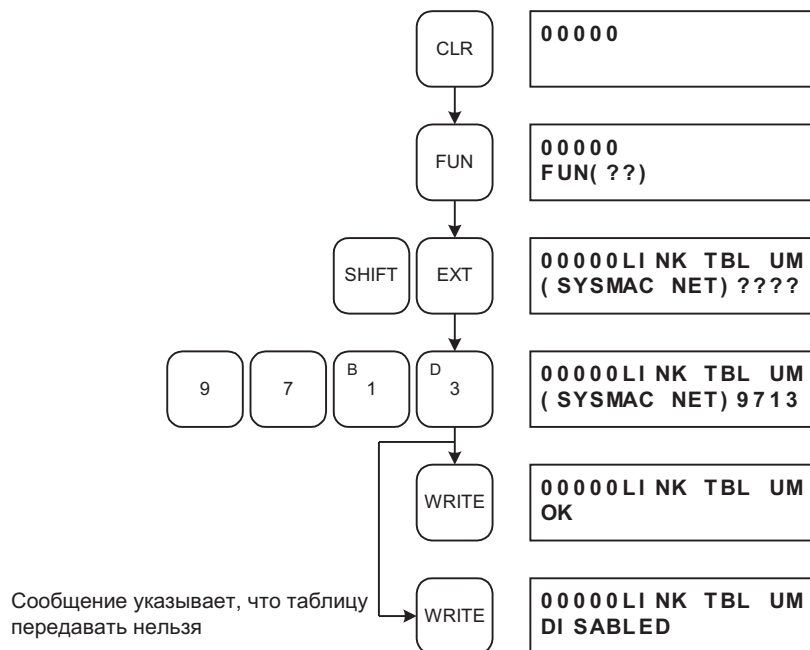 CLR
00000
FUN
00000
FUN(??)
SHIFT
EXT
00000LINK TBL UM
(SYSMAC NET)????
9
7
B
1
D
3
00000LINK TBL UM
(SYSMAC NET)9713
WRITE
00000LINK TBL UM
OK
Сообщение указывает, что таблицу
передавать нельзя
WRITE
00000LINK TBL UM
DISABLED